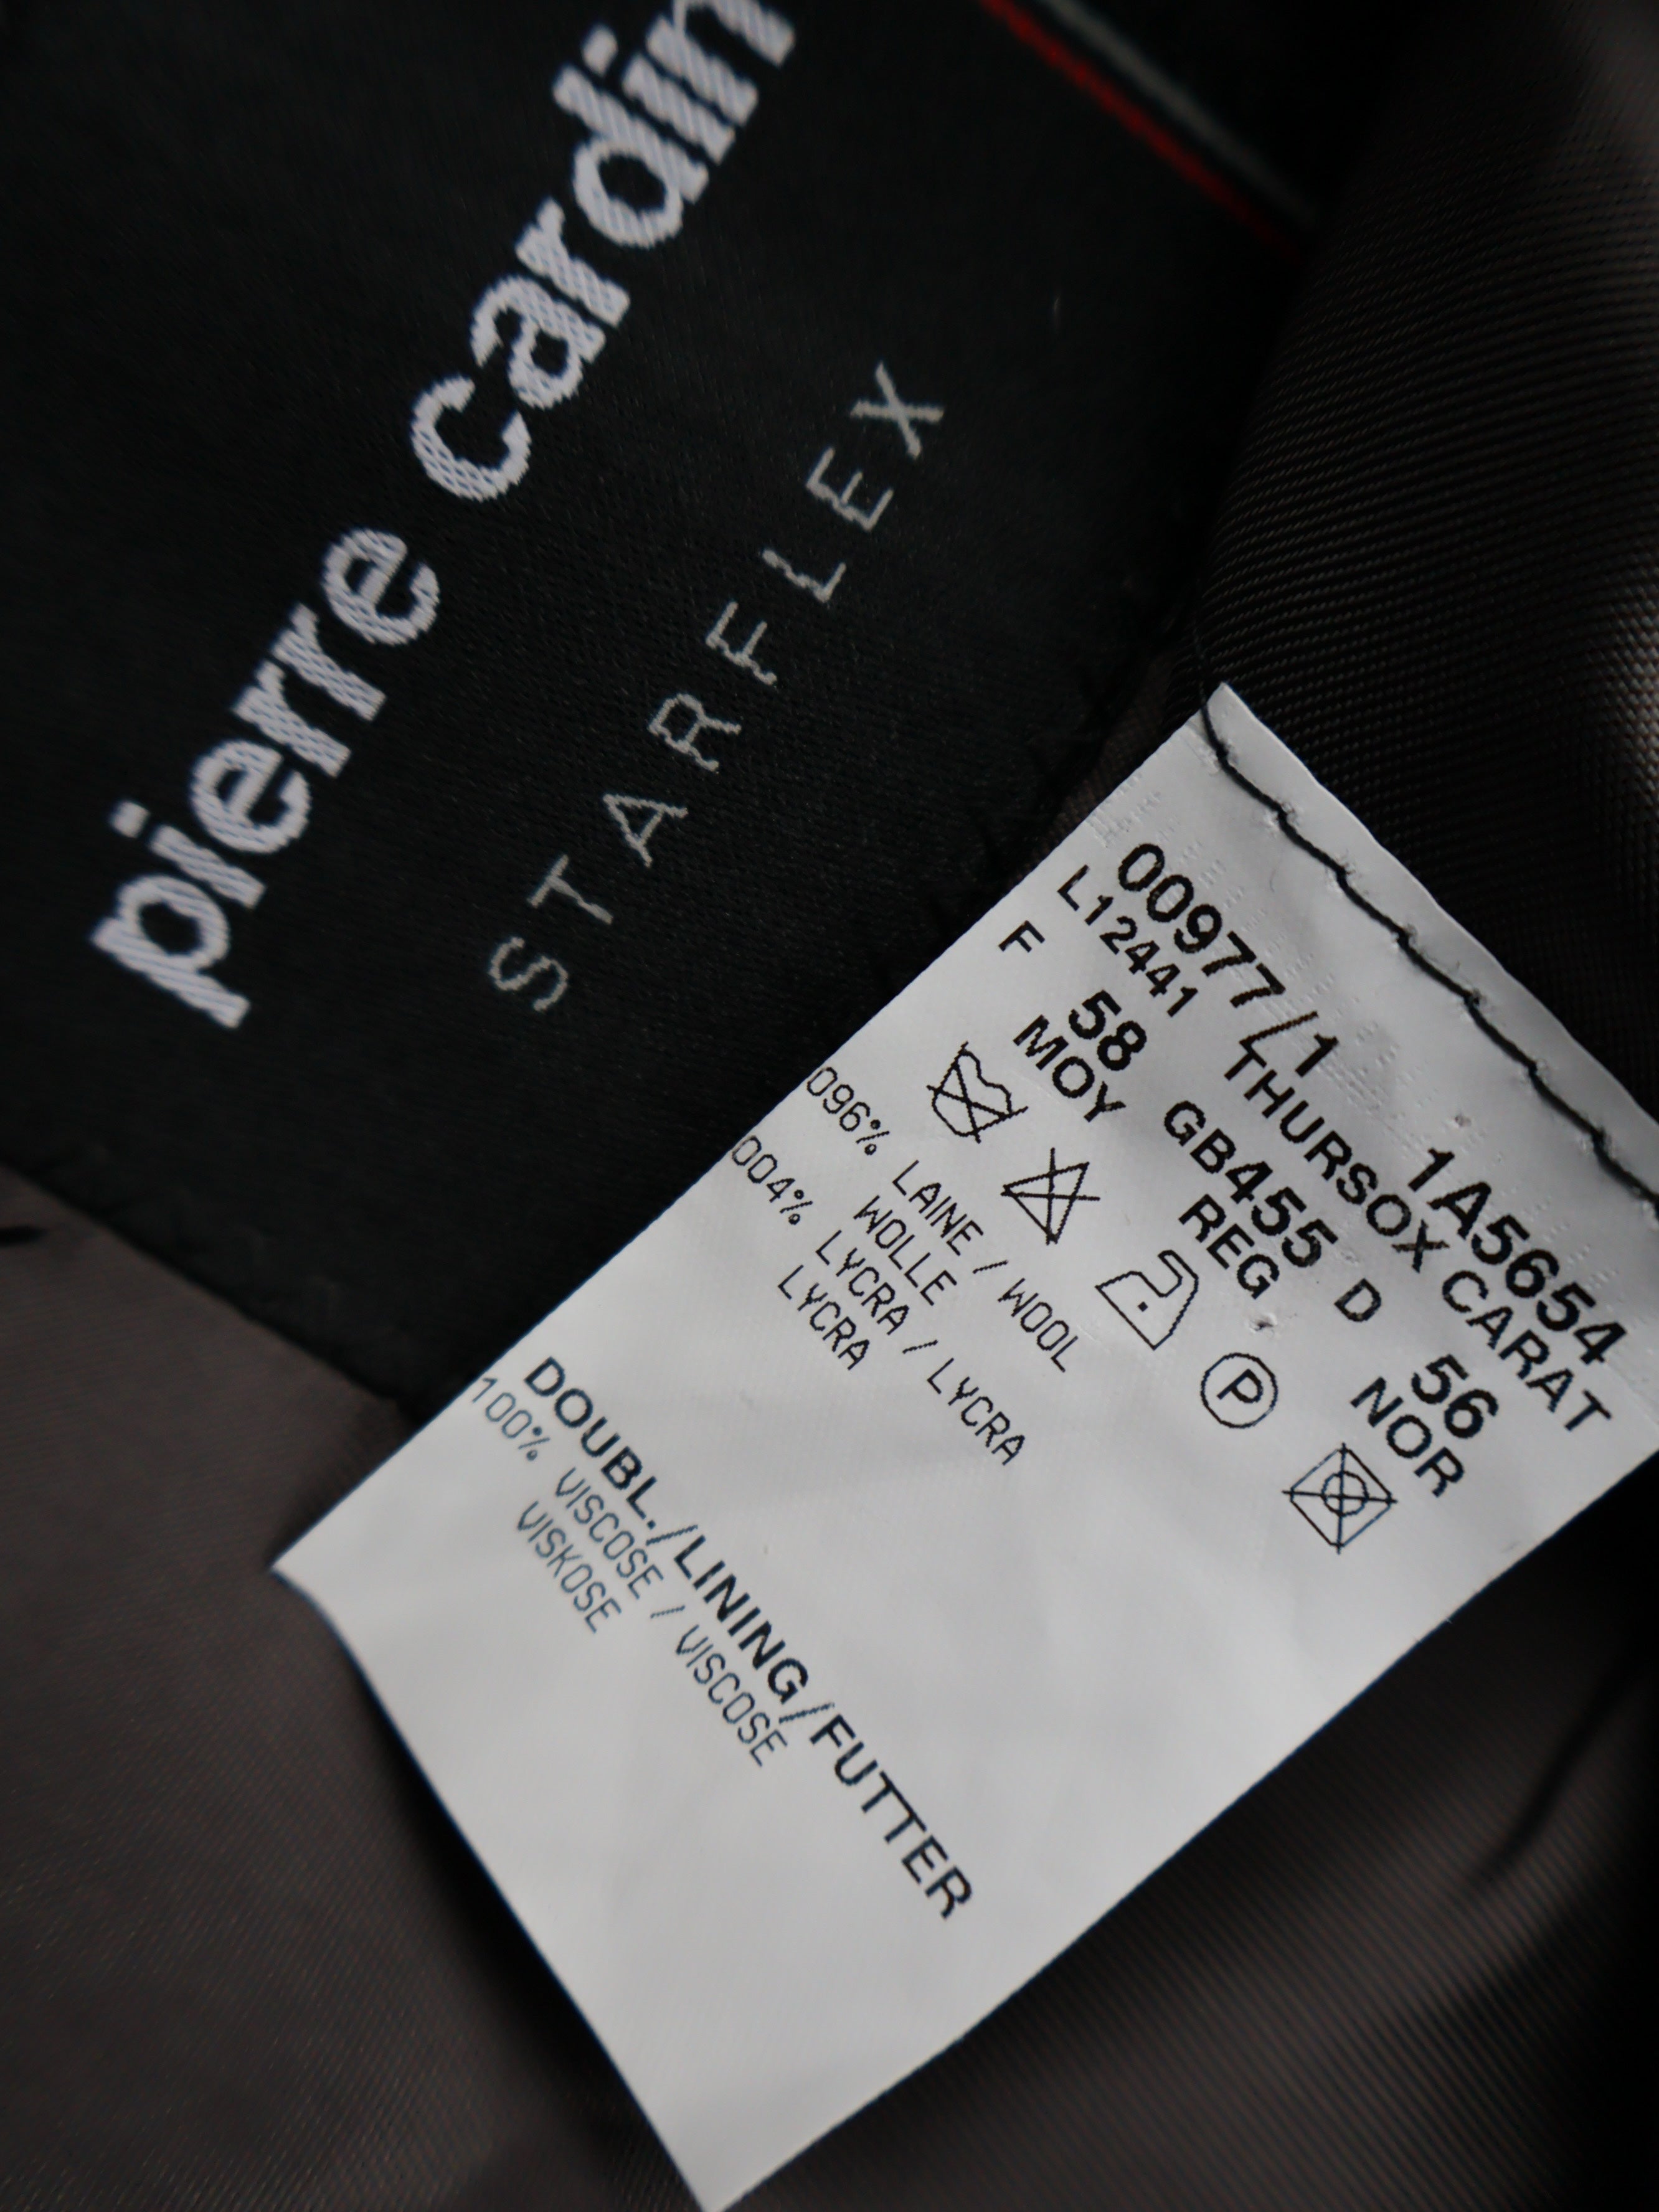 pierre cardin
STARFLEX
00977/1 1A5654
L12441 THURSOX CARAT
F 58 GB455 D 56
MOY REG NOR
P
096% LAINE / WOOL
WOLLE
004% LYCRA / LYCRA
LYCRA
DOUBL./LINING/FUTTER
100% VISCOSE / VISCOSE
VISKOSE